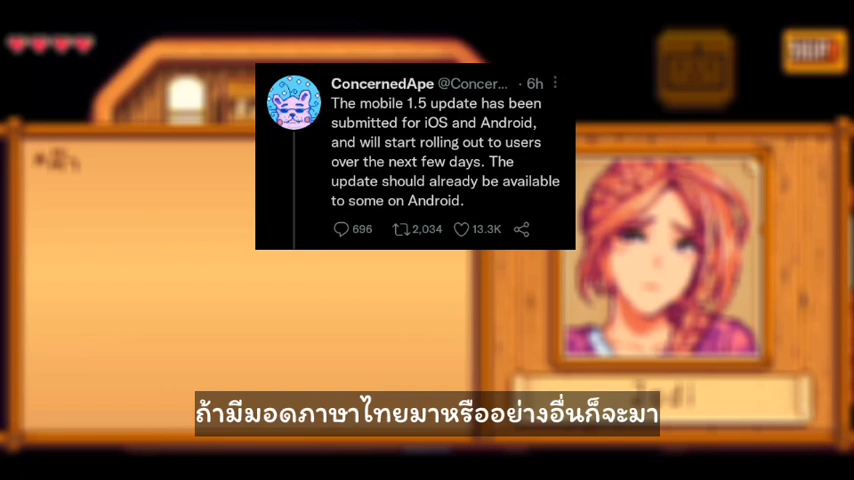 ConcernedApe @Concer... · 6h
The mobile 1.5 update has been
submitted for iOS and Android,
and will start rolling out to users
over the next few days. The
update should already be available
to some on Android.
696 2,034 13.3K
ถ้ามีมอดภาษาไทยมาหรืออย่างอื่นก็จะมา